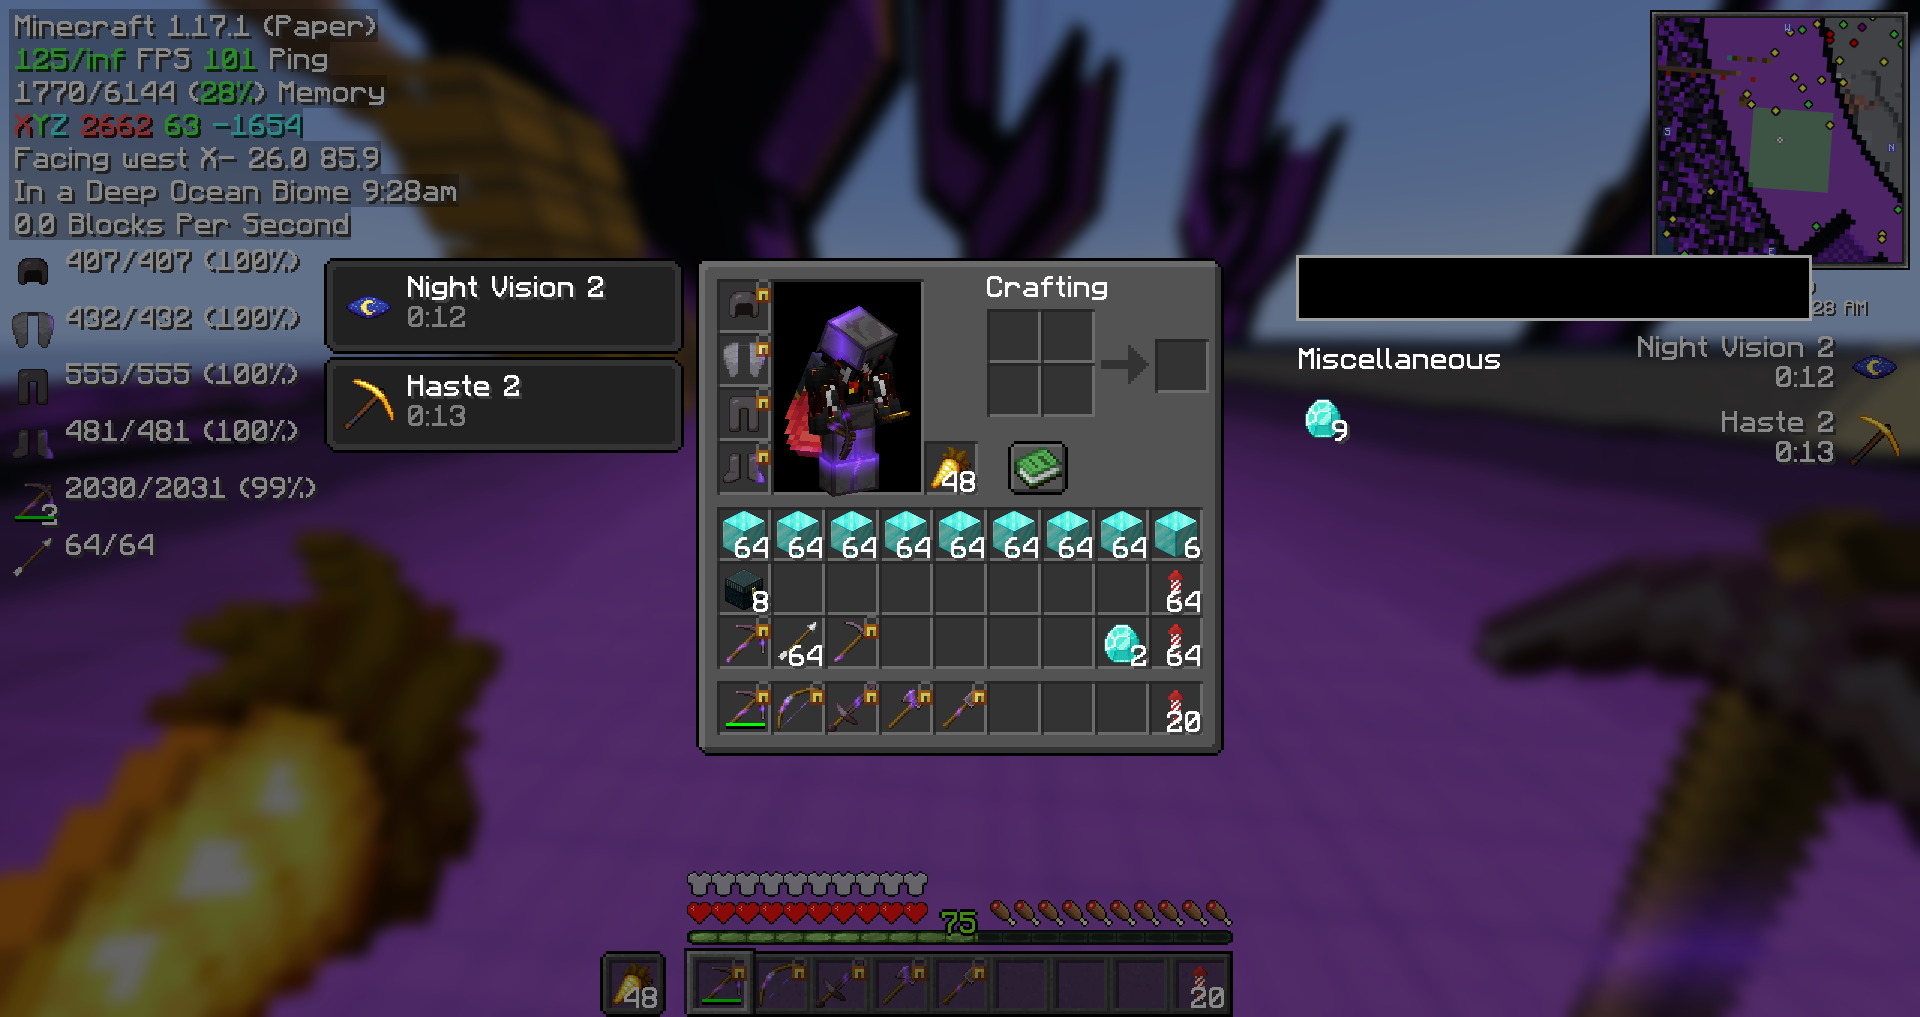 Minecraft 1.17.1 (Paper)
125/inf FPS 101 Ping
1770/6144 (28%) Memory
XYZ 2662 63 -1654
Facing west X- 26.0 85.9
In a Deep Ocean Biome 9:28am
0.0 Blocks Per Second
407/407 (100%)
432/432 (100%)
555/555 (100%)
481/481 (100%)
2030/2031 (99%)
64/64
Night Vision 2
0:12
Haste 2
0:13
Crafting
48
64 64 64 64 64 64 64 64 6
8 64
64 2 64
20
Miscellaneous
9
W
S
N
E
28 AM
Night Vision 2
0:12
Haste 2
0:13
75
48
20